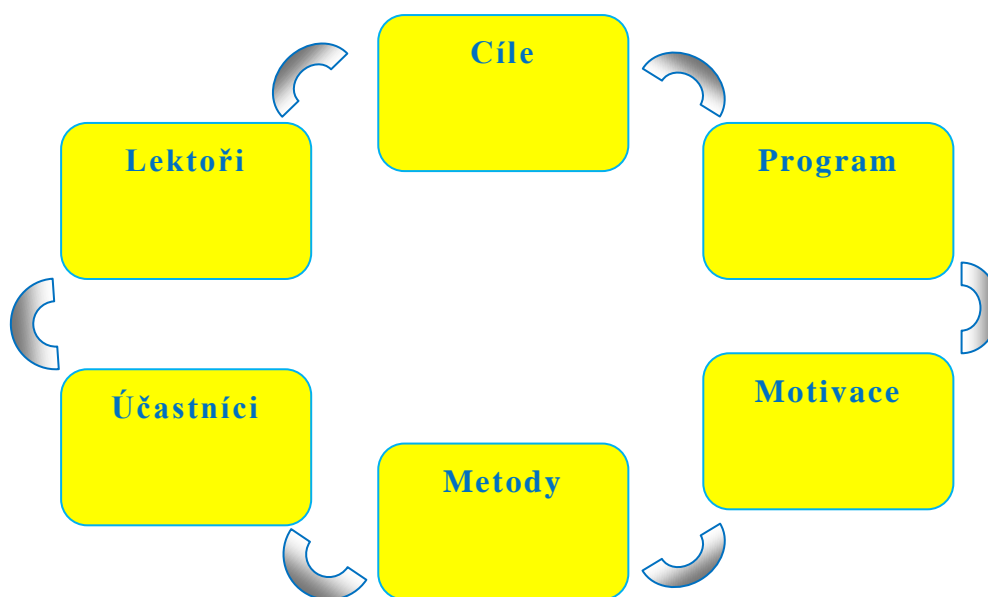 Cíle
Lektoři
Program
Účastníci
Motivace
Metody